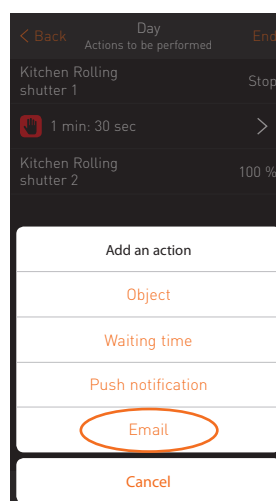 < Back Day End
Actions to be performed
Kitchen Rolling
shutter 1 Stop
1 min: 30 sec >
Kitchen Rolling
shutter 2 100 %
Add an action
Object
Waiting time
Push notification
Email
Cancel